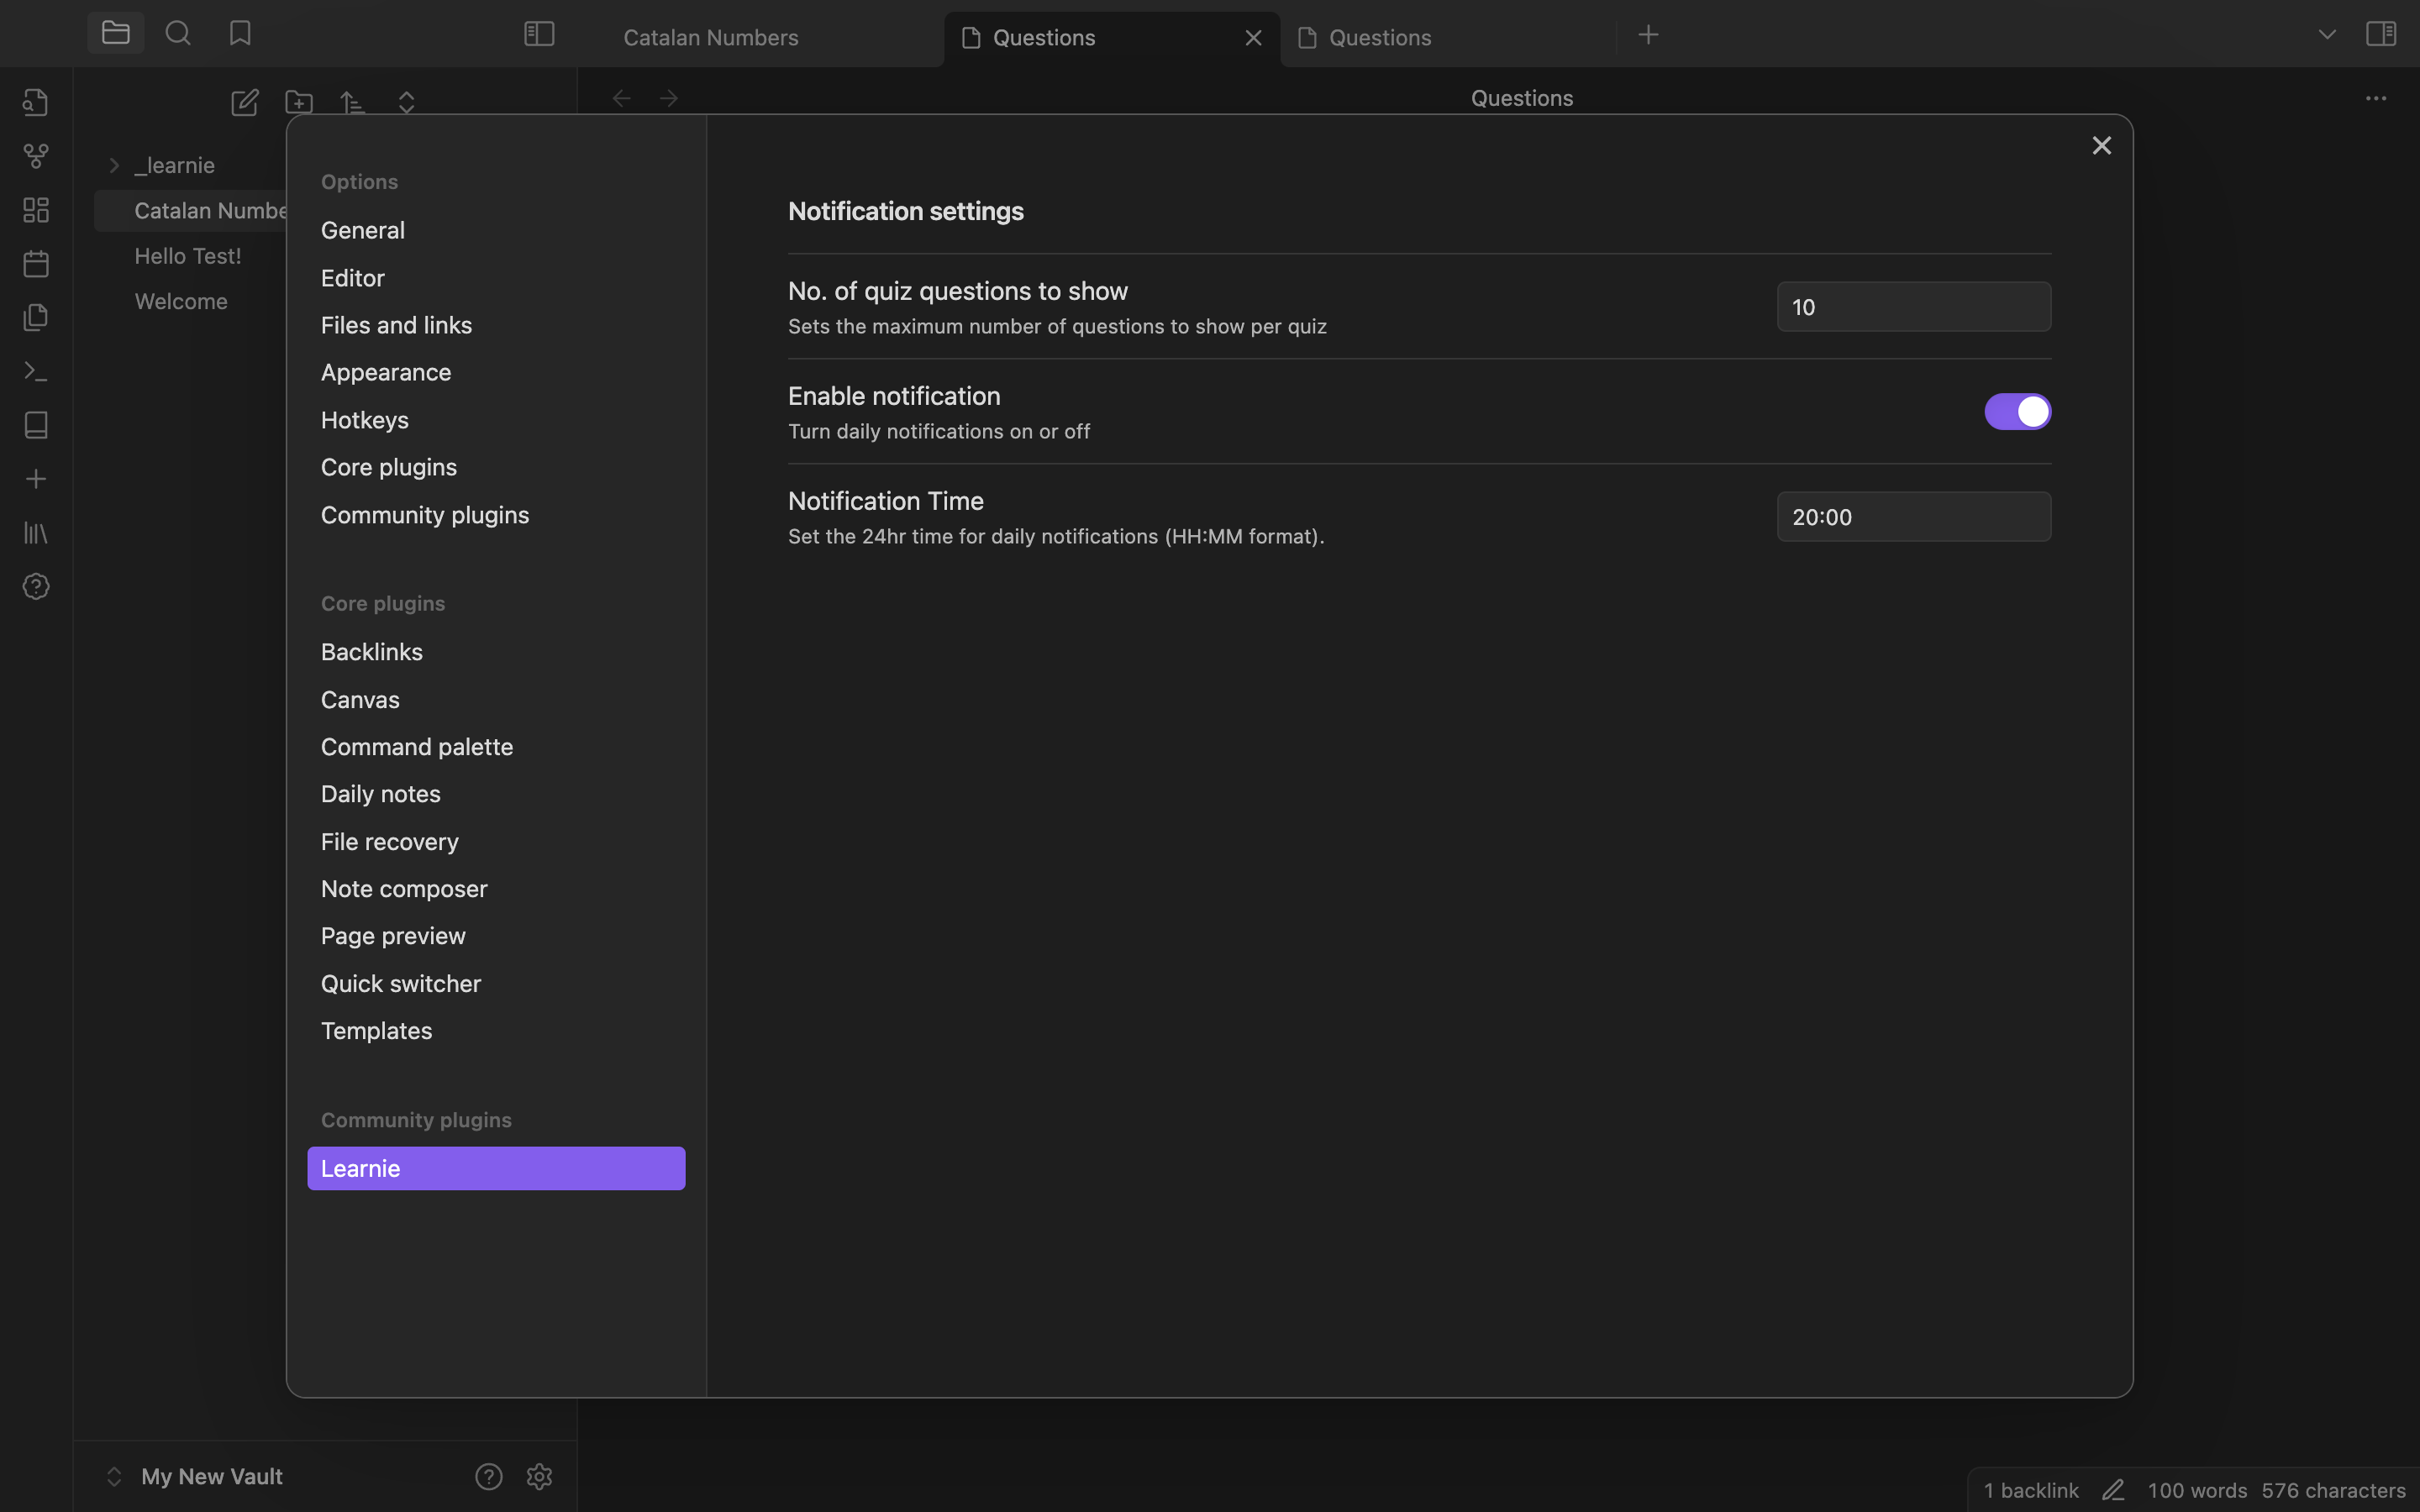 Catalan Numbers
Questions
Questions
Questions
_learnie
Catalan Numbe
Hello Test!
Welcome
Options
General
Editor
Files and links
Appearance
Hotkeys
Core plugins
Community plugins
Core plugins
Backlinks
Canvas
Command palette
Daily notes
File recovery
Note composer
Page preview
Quick switcher
Templates
Community plugins
Learnie
Notification settings
No. of quiz questions to show
Sets the maximum number of questions to show per quiz
10
Enable notification
Turn daily notifications on or off
Notification Time
Set the 24hr time for daily notifications (HH:MM format).
20:00
My New Vault
1 backlink 100 words 576 characters